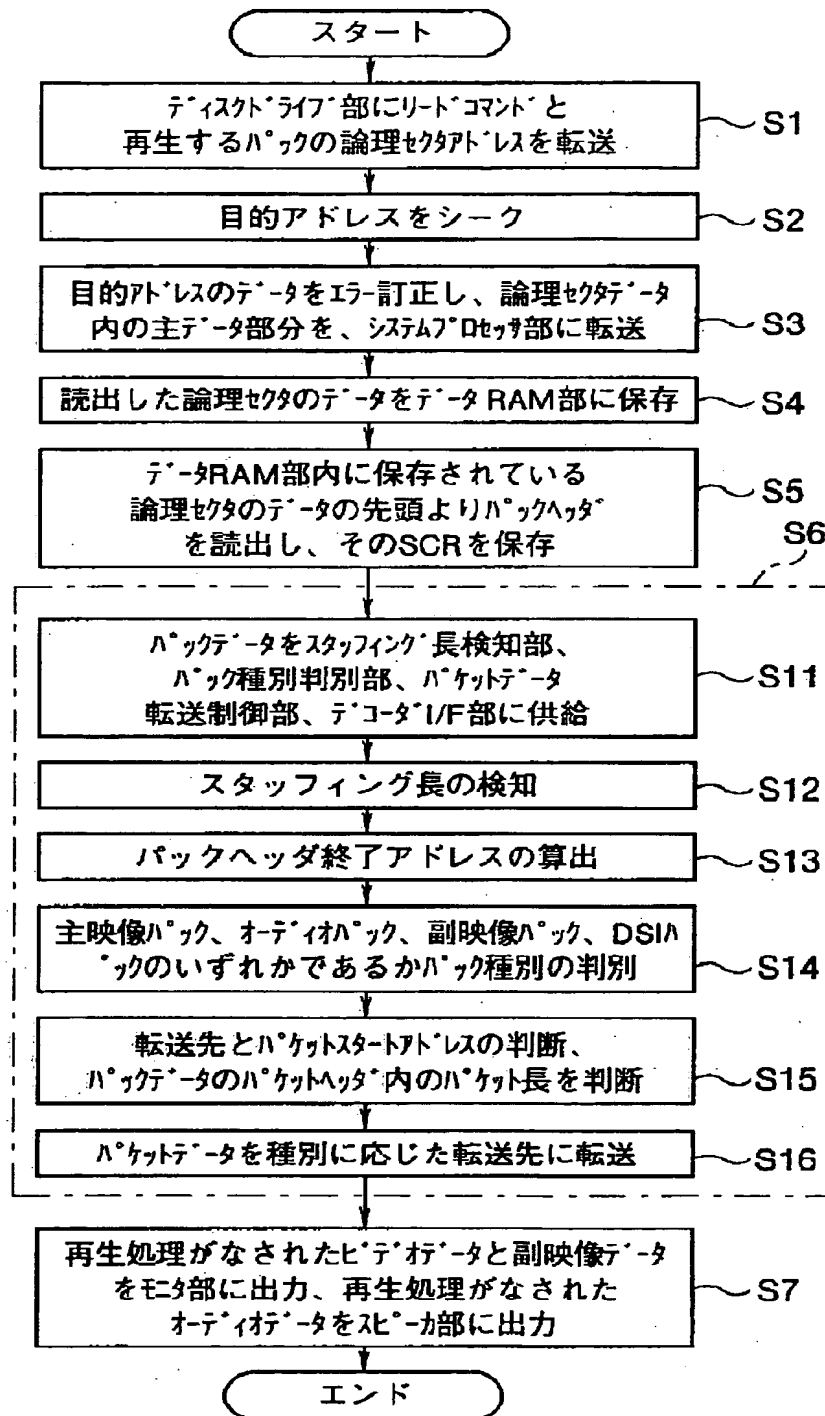 スタート
ディスクドライブ部にリードコマンドと
再生するパックの論理セクタアドレスを転送
S1
目的アドレスをシーク
S2
目的アドレスのデータをエラー訂正し、論理セクタデータ
内の主データ部分を、システムプロセッサ部に転送
S3
読出した論理セクタのデータをデータRAM部に保存
S4
データRAM部内に保存されている
論理セクタのデータの先頭よりパックヘッダ
を読出し、そのSCRを保存
S5
S6
パックデータをスタッフィング長検知部、
パック種別判別部、パケットデータ
転送制御部、デコーダI/F部に供給
S11
スタッフィング長の検知
S12
パックヘッダ終了アドレスの算出
S13
主映像パック、オーディオパック、副映像パック、DSIパ
ックのいずれかであるかパック種別の判別
S14
転送先とパケットスタートアドレスの判断、
パックデータのパケットヘッダ内のパケット長を判断
S15
パケットデータを種別に応じた転送先に転送
S16
再生処理がなされたビデオデータと副映像データ
をモニタ部に出力、再生処理がなされた
オーディオデータをスピーカ部に出力
S7
エンド